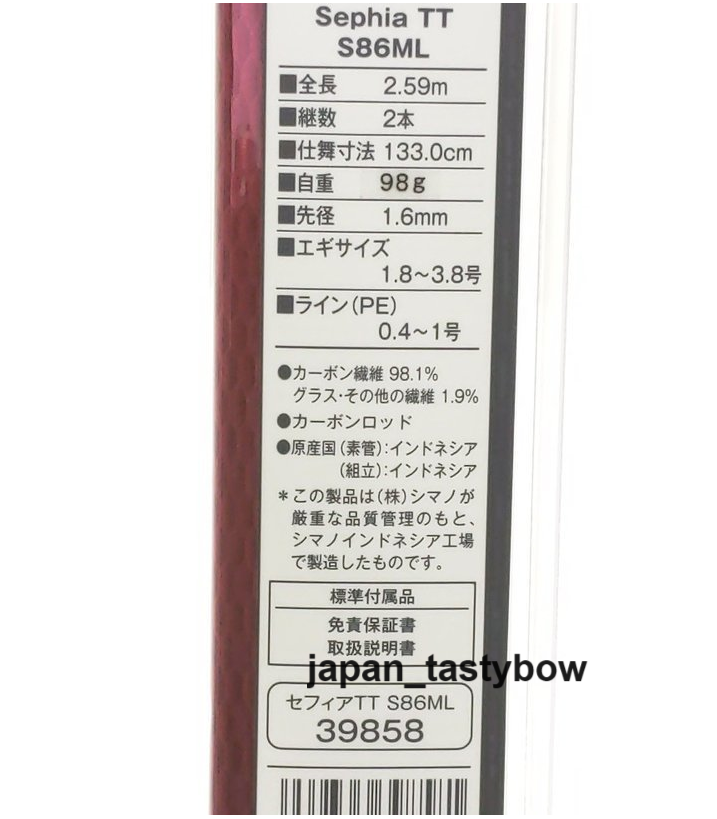 Sephia TT
S86ML
■全長 2.59m
■継数 2本
■仕舞寸法 133.0cm
■自重 98g
■先径 1.6mm
■エギサイズ
1.8〜3.8号
■ライン(PE)
0.4〜1号
●カーボン繊維 98.1%
グラス･その他の繊維 1.9%
●カーボンロッド
●原産国(素管):インドネシア
(組立):インドネシア
＊この製品は(株)シマノが
厳重な品質管理のもと、
シマノインドネシア工場
で製造したものです。
標準付属品
免責保証書
取扱説明書
japan_tastybow
セフィアTT S86ML
39858